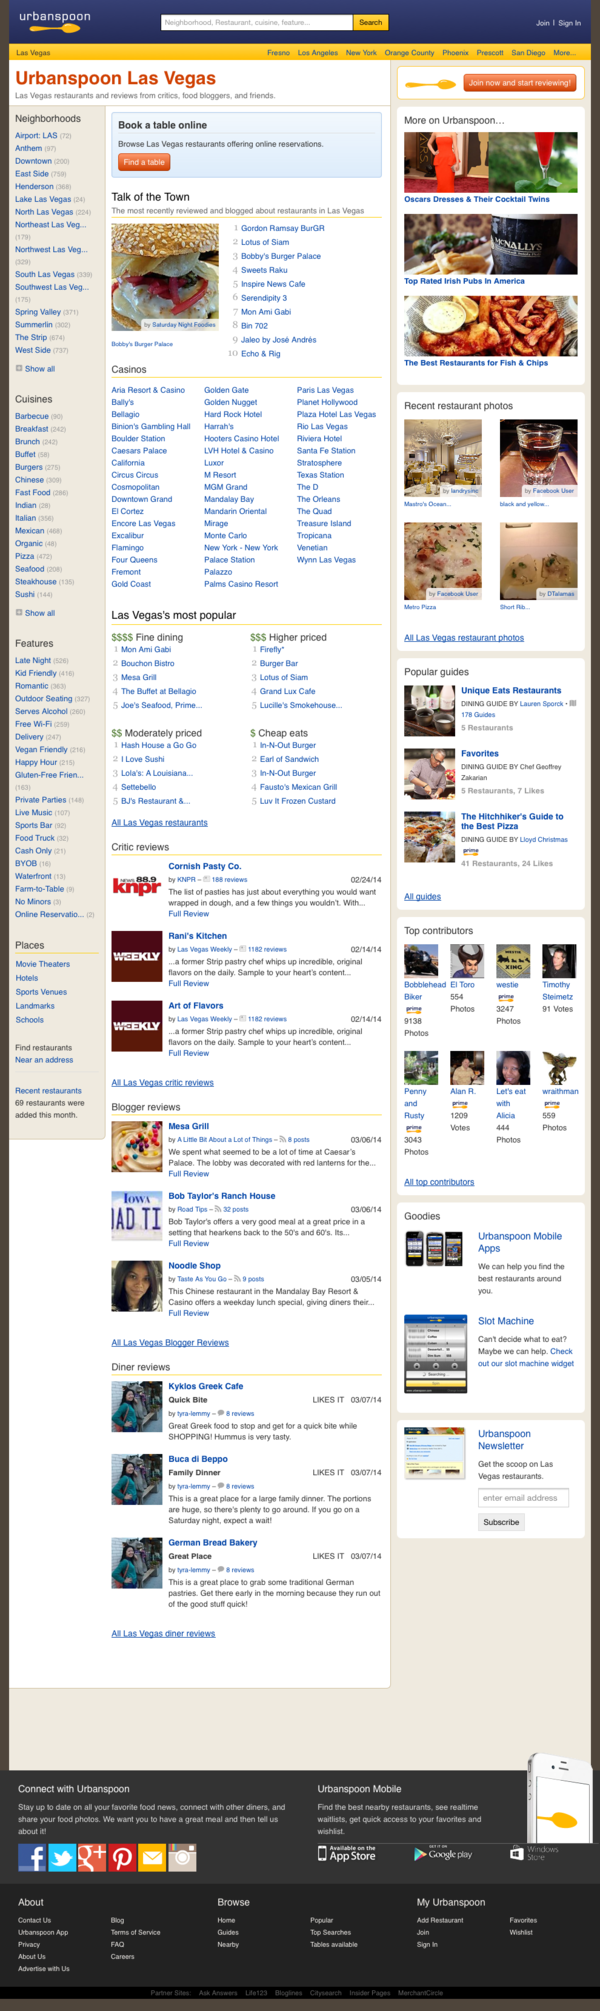 urbanspoon
Neighborhood, Restaurant, cuisine, feature...
Search
Join | Sign In
Las Vegas
Fresno Los Angeles New York Orange County Phoenix Prescott San Diego More...
Urbanspoon Las Vegas
Las Vegas restaurants and reviews from critics, food bloggers, and friends.
Join now and start reviewing!
Neighborhoods
Airport: LAS (72)
Anthem (97)
Downtown (200)
East Side (759)
Henderson (368)
Lake Las Vegas (24)
North Las Vegas (224)
Northeast Las Veg...
(179)
Northwest Las Veg...
(329)
South Las Vegas (339)
Southwest Las Veg...
(175)
Spring Valley (371)
Summerlin (302)
The Strip (674)
West Side (737)
Show all
Cuisines
Barbecue (90)
Breakfast (242)
Brunch (242)
Buffet (58)
Burgers (275)
Chinese (309)
Fast Food (286)
Indian (28)
Italian (356)
Mexican (468)
Organic (48)
Pizza (472)
Seafood (208)
Steakhouse (135)
Sushi (144)
Show all
Features
Late Night (526)
Kid Friendly (416)
Romantic (363)
Outdoor Seating (327)
Serves Alcohol (260)
Free Wi-Fi (259)
Delivery (247)
Vegan Friendly (216)
Happy Hour (215)
Gluten-Free Frien...
(163)
Private Parties (148)
Live Music (107)
Sports Bar (92)
Food Truck (32)
Cash Only (21)
BYOB (16)
Waterfront (13)
Farm-to-Table (9)
No Minors (3)
Online Reservatio... (2)
Places
Movie Theaters
Hotels
Sports Venues
Landmarks
Schools
Find restaurants
Near an address
Recent restaurants
69 restaurants were
added this month.
Book a table online
Browse Las Vegas restaurants offering online reservations.
Find a table
Talk of the Town
The most recently reviewed and blogged about restaurants in Las Vegas
by Saturday Night Foodies
Bobby's Burger Palace
1 Gordon Ramsay BurGR
2 Lotus of Siam
3 Bobby's Burger Palace
4 Sweets Raku
5 Inspire News Cafe
6 Serendipity 3
7 Mon Ami Gabi
8 Bin 702
9 Jaleo by José Andrés
10 Echo & Rig
Casinos
Aria Resort & Casino
Bally's
Bellagio
Binion's Gambling Hall
Boulder Station
Caesars Palace
California
Circus Circus
Cosmopolitan
Downtown Grand
El Cortez
Encore Las Vegas
Excalibur
Flamingo
Four Queens
Fremont
Gold Coast
Golden Gate
Golden Nugget
Hard Rock Hotel
Harrah's
Hooters Casino Hotel
LVH Hotel & Casino
Luxor
M Resort
MGM Grand
Mandalay Bay
Mandarin Oriental
Mirage
Monte Carlo
New York - New York
Palace Station
Palazzo
Palms Casino Resort
Paris Las Vegas
Planet Hollywood
Plaza Hotel Las Vegas
Rio Las Vegas
Riviera Hotel
Santa Fe Station
Stratosphere
Texas Station
The D
The Orleans
The Quad
Treasure Island
Tropicana
Venetian
Wynn Las Vegas
Las Vegas's most popular
$$$$ Fine dining
1 Mon Ami Gabi
2 Bouchon Bistro
3 Mesa Grill
4 The Buffet at Bellagio
5 Joe's Seafood, Prime...
$$$ Higher priced
1 Firefly*
2 Burger Bar
3 Lotus of Siam
4 Grand Lux Cafe
5 Lucille's Smokehouse...
$$ Moderately priced
1 Hash House a Go Go
2 I Love Sushi
3 Lola's: A Louisiana...
4 Settebello
5 BJ's Restaurant &...
$ Cheap eats
1 In-N-Out Burger
2 Earl of Sandwich
3 In-N-Out Burger
4 Fausto's Mexican Grill
5 Luv It Frozen Custard
All Las Vegas restaurants
Critic reviews
NEWS 88.9
knpr
Cornish Pasty Co.
by KNPR – 188 reviews 02/24/14
The list of pasties has just about everything you would want
wrapped in dough, and a few things you wouldn't. With...
Full Review
WEEKLY
Rani's Kitchen
by Las Vegas Weekly – 1182 reviews 02/14/14
...a former Strip pastry chef whips up incredible, original
flavors on the daily. Sample to your heart's content...
Full Review
WEEKLY
Art of Flavors
by Las Vegas Weekly – 1182 reviews 02/14/14
...a former Strip pastry chef whips up incredible, original
flavors on the daily. Sample to your heart's content...
Full Review
All Las Vegas critic reviews
Blogger reviews
Mesa Grill
by A Little Bit About a Lot of Things – 8 posts 03/06/14
We spent what seemed to be a lot of time at Caesar's
Palace. The lobby was decorated with red lanterns for the...
Full Review
IOWA
Bob Taylor's Ranch House
by Road Tips – 32 posts 03/06/14
Bob Taylor's offers a very good meal at a great price in a
setting that hearkens back to the 50's and 60's. Its...
Full Review
Noodle Shop
by Taste As You Go – 9 posts 03/05/14
This Chinese restaurant in the Mandalay Bay Resort &
Casino offers a weekday lunch special, giving diners their...
Full Review
All Las Vegas Blogger Reviews
Diner reviews
Kyklos Greek Cafe
Quick Bite LIKES IT 03/07/14
by tyra-lemmy – 8 reviews
Great Greek food to stop and get for a quick bite while
SHOPPING! Hummus is very tasty.
Buca di Beppo
Family Dinner LIKES IT 03/07/14
by tyra-lemmy – 8 reviews
This is a great place for a large family dinner. The portions
are huge, so there's plenty to go around. If you go on a
Saturday night, expect a wait!
German Bread Bakery
Great Place LIKES IT 03/07/14
by tyra-lemmy – 8 reviews
This is a great place to grab some traditional German
pastries. Get there early in the morning because they run out
of the good stuff quick!
All Las Vegas diner reviews
More on Urbanspoon...
Oscars Dresses & Their Cocktail Twins
McNALLY'S
Top Rated Irish Pubs In America
The Best Restaurants for Fish & Chips
Recent restaurant photos
by landrysinc
Mastro's Ocean...
by Facebook User
black and yellow...
by Facebook User
Metro Pizza
by DTalamas
Short Rib...
All Las Vegas restaurant photos
Popular guides
Unique Eats Restaurants
DINING GUIDE BY Lauren Sporck •
178 Guides
5 Restaurants
Favorites
DINING GUIDE BY Chef Geoffrey
Zakarian
5 Restaurants, 7 Likes
The Hitchhiker's Guide to
the Best Pizza
DINING GUIDE BY Lloyd Christmas
prime
41 Restaurants, 24 Likes
All guides
Top contributors
Bobblehead
Biker
prime
9138
Photos
El Toro
554
Photos
WESTIE
XING
westie
prime
3247
Photos
Timothy
Steimetz
91 Votes
Penny
and
Rusty
prime
3043
Photos
Alan R.
prime
1209
Votes
Let's eat
with
Alicia
444
Photos
wraithman
prime
559
Photos
All top contributors
Goodies
Urbanspoon Mobile
Apps
We can help you find the
best restaurants around
you.
Slot Machine
Can't decide what to eat?
Maybe we can help. Check
out our slot machine widget
Urbanspoon
Newsletter
Get the scoop on Las
Vegas restaurants.
enter email address
Subscribe
Connect with Urbanspoon
Stay up to date on all your favorite food news, connect with other diners, and
share your food photos. We want you to have a great meal and then tell us
about it!
Urbanspoon Mobile
Find the best nearby restaurants, see realtime
waitlists, get quick access to your favorites and
wishlist.
Available on the
App Store
GET IT ON
Google play
Windows
Store
About
Contact Us
Urbanspoon App
Privacy
About Us
Advertise with Us
Blog
Terms of Service
FAQ
Careers
Browse
Home
Guides
Nearby
Popular
Top Searches
Tables available
My Urbanspoon
Add Restaurant
Join
Sign In
Favorites
Wishlist
Partner Sites: Ask Answers Life123 Bloglines Citysearch Insider Pages MerchantCircle